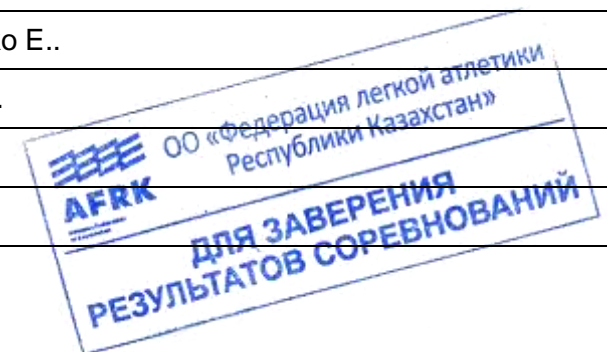 о Е..
.
ОО «Федерация легкой атлетики
Республики Казахстан»
AFRK
ДЛЯ ЗАВЕРЕНИЯ
РЕЗУЛЬТАТОВ СОРЕВНОВАНИЙ